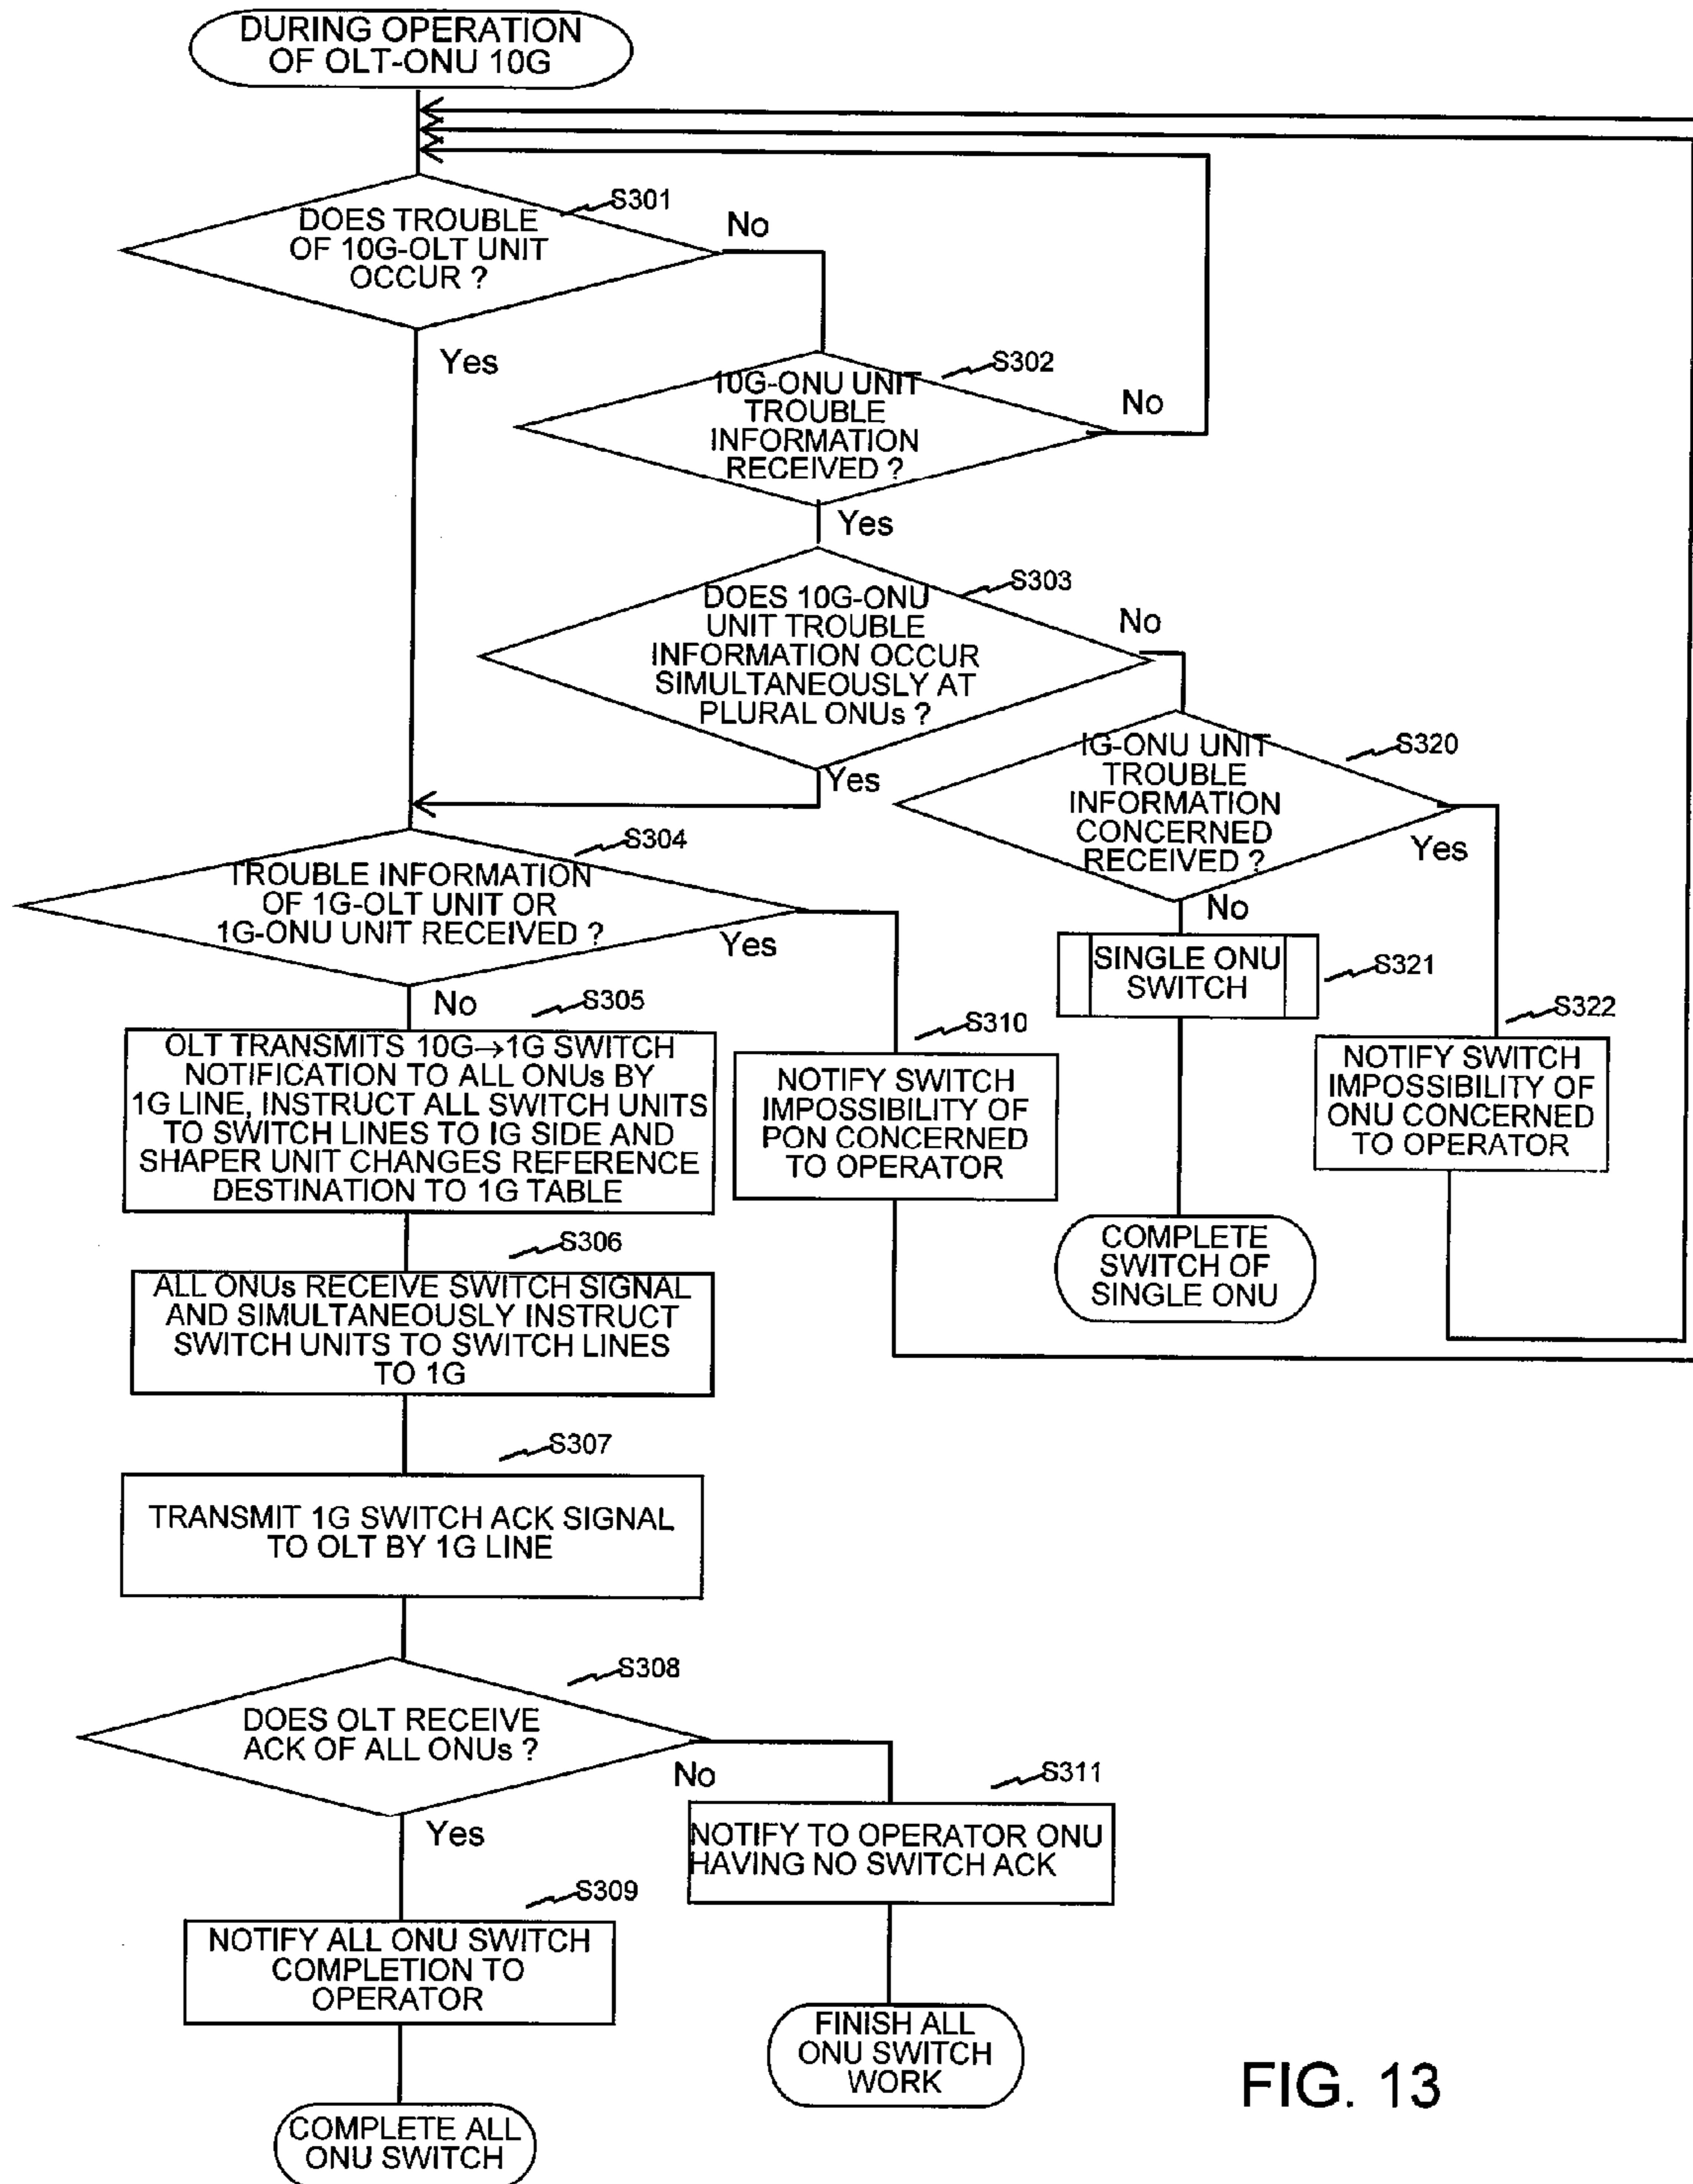 DURING OPERATION
OF OLT-ONU 10G
S301
DOES TROUBLE
OF 10G-OLT UNIT
OCCUR ?
No
Yes
S302
10G-ONU UNIT
TROUBLE
INFORMATION
RECEIVED ?
No
Yes
S303
DOES 10G-ONU
UNIT TROUBLE
INFORMATION OCCUR
SIMULTANEOUSLY AT
PLURAL ONUs ?
No
Yes
S320
IG-ONU UNIT
TROUBLE
INFORMATION
CONCERNED
RECEIVED ?
Yes
No
S304
TROUBLE INFORMATION
OF 1G-OLT UNIT OR
1G-ONU UNIT RECEIVED ?
Yes
No
S321
SINGLE ONU
SWITCH
S322
NOTIFY SWITCH
IMPOSSIBILITY OF
ONU CONCERNED
TO OPERATOR
S305
OLT TRANSMITS 10G→1G SWITCH
NOTIFICATION TO ALL ONUs BY
1G LINE, INSTRUCT ALL SWITCH UNITS
TO SWITCH LINES TO IG SIDE AND
SHAPER UNIT CHANGES REFERENCE
DESTINATION TO 1G TABLE
S310
NOTIFY SWITCH
IMPOSSIBILITY OF
PON CONCERNED
TO OPERATOR
COMPLETE
SWITCH OF
SINGLE ONU
S306
ALL ONUs RECEIVE SWITCH SIGNAL
AND SIMULTANEOUSLY INSTRUCT
SWITCH UNITS TO SWITCH LINES
TO 1G
S307
TRANSMIT 1G SWITCH ACK SIGNAL
TO OLT BY 1G LINE
S308
DOES OLT RECEIVE
ACK OF ALL ONUs ?
No
Yes
S311
NOTIFY TO OPERATOR ONU
HAVING NO SWITCH ACK
S309
NOTIFY ALL ONU SWITCH
COMPLETION TO
OPERATOR
FINISH ALL
ONU SWITCH
WORK
COMPLETE ALL
ONU SWITCH
FIG. 13